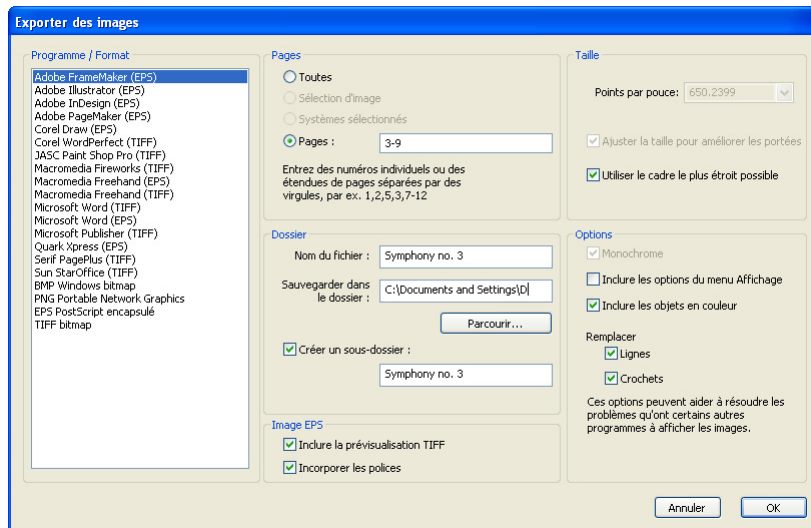 Exporter des images
Programme / Format
Adobe FrameMaker (EPS)
Adobe Illustrator (EPS)
Adobe InDesign (EPS)
Adobe PageMaker (EPS)
Corel Draw (EPS)
Corel WordPerfect (TIFF)
JASC Paint Shop Pro (TIFF)
Macromedia Fireworks (TIFF)
Macromedia Freehand (EPS)
Macromedia Freehand (TIFF)
Microsoft Word (TIFF)
Microsoft Word (EPS)
Microsoft Publisher (TIFF)
Quark Xpress (EPS)
Serif PagePlus (TIFF)
Sun StarOffice (TIFF)
BMP Windows bitmap
PNG Portable Network Graphics
EPS PostScript encapsulé
TIFF bitmap
Pages
Toutes
Sélection d'image
Systèmes sélectionnés
Pages : 3-9
Entrez des numéros individuels ou des
étendues de pages séparées par des
virgules, par ex. 1,2,5,3,7-12
Dossier
Nom du fichier : Symphony no. 3
Sauvegarder dans
le dossier : C:\Documents and Settings\D
Parcourir...
Créer un sous-dossier :
Symphony no. 3
Image EPS
Inclure la prévisualisation TIFF
Incorporer les polices
Taille
Points par pouce: 650.2399
Ajuster la taille pour améliorer les portées
Utiliser le cadre le plus étroit possible
Options
Monochrome
Inclure les options du menu Affichage
Inclure les objets en couleur
Remplacer
Lignes
Crochets
Ces options peuvent aider à résoudre les
problèmes qu'ont certains autres
programmes à afficher les images.
Annuler
OK